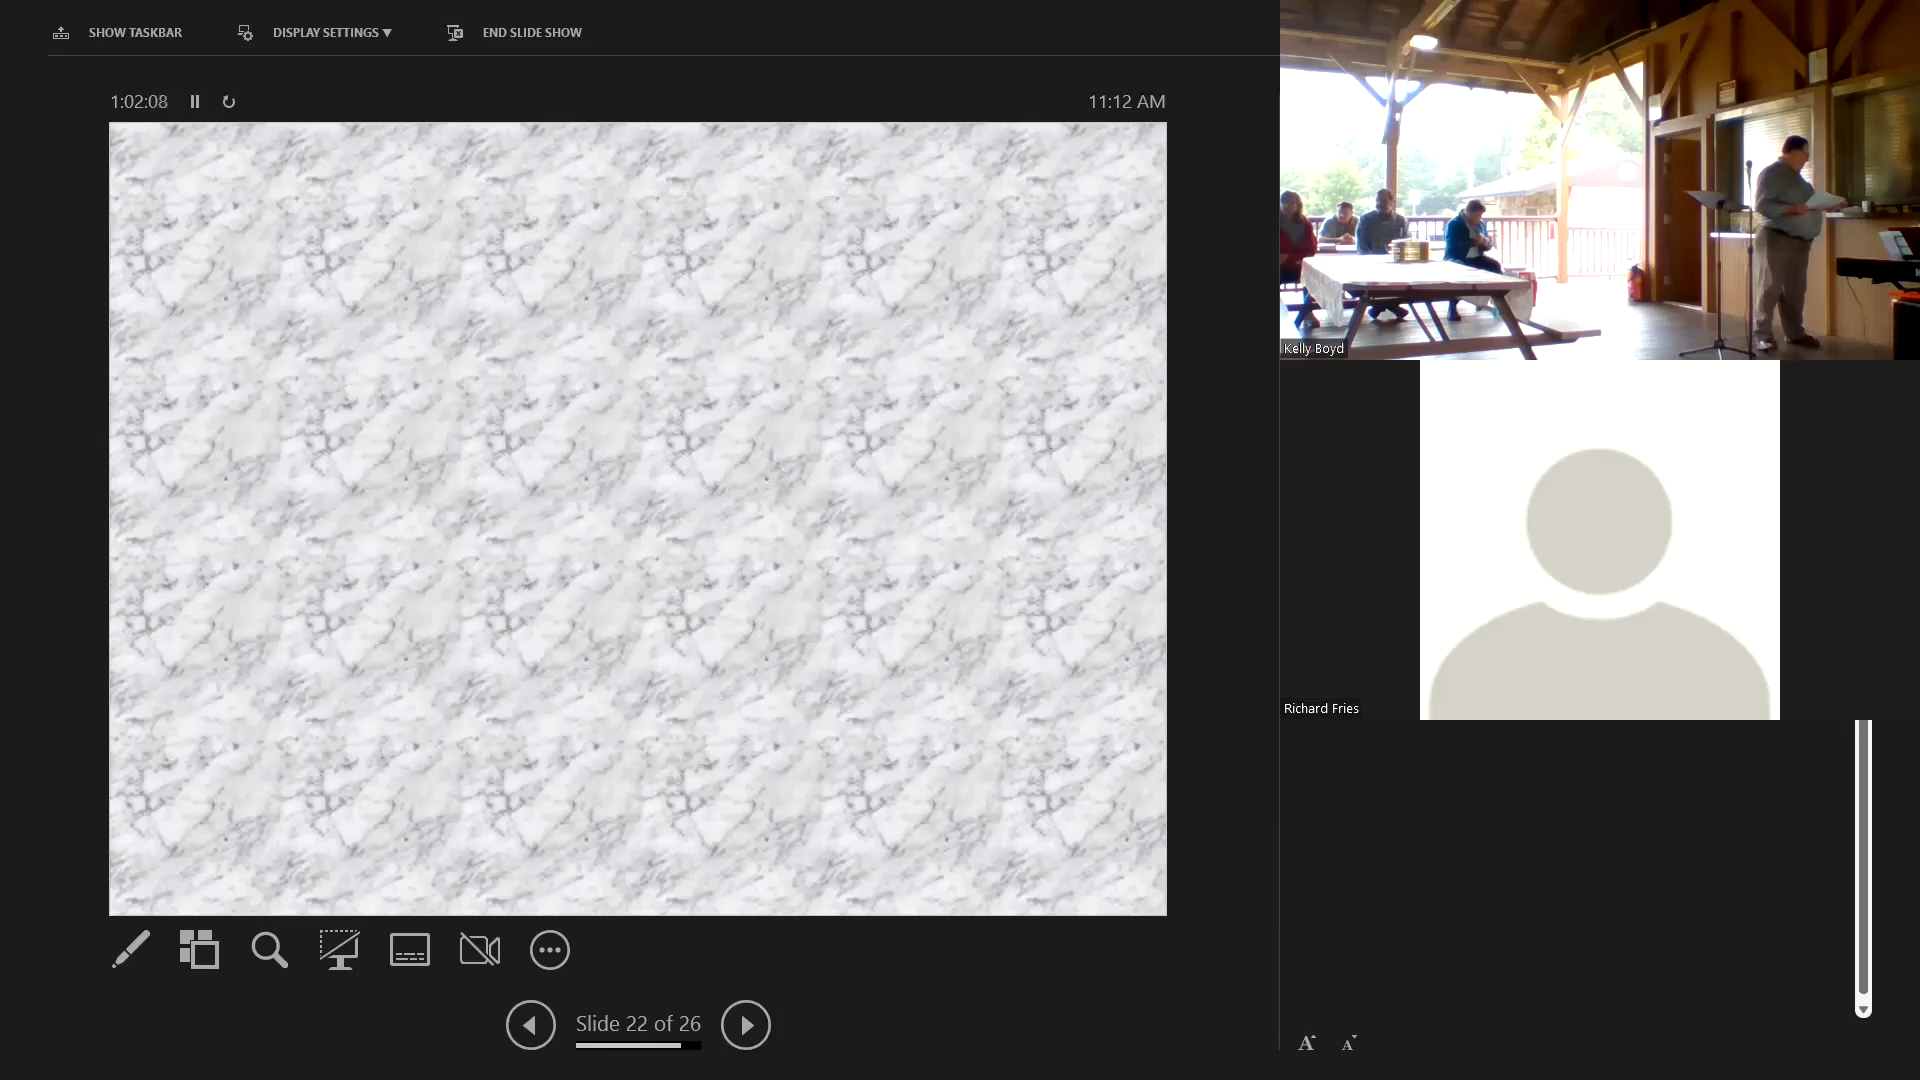 SHOW TASKBAR
DISPLAY SETTINGS ▼
END SLIDE SHOW
1:02:08
11:12 AM
Kelly Boyd
Richard Fries
Slide 22 of 26
A A